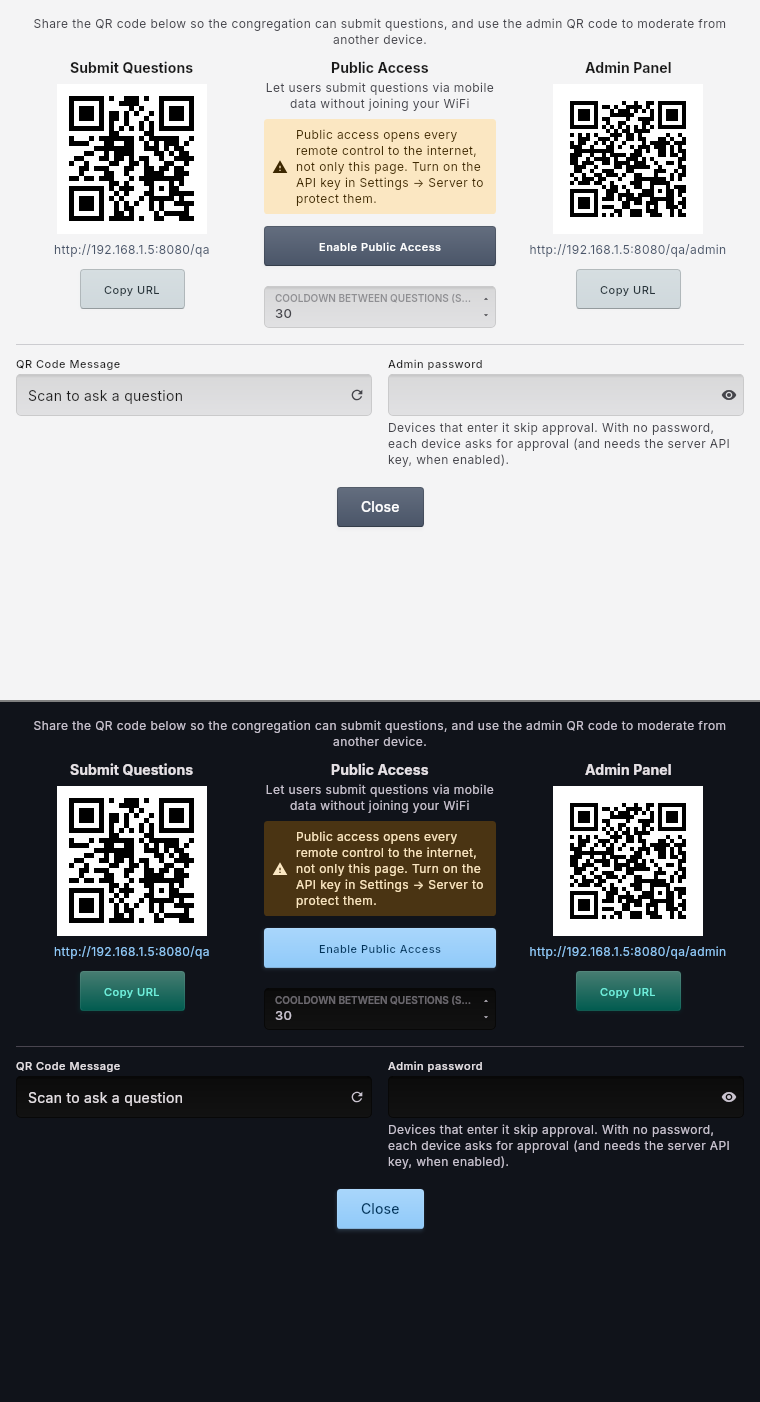 Share the QR code below so the congregation can submit questions, and use the admin QR code to moderate from
another device.
Submit Questions
http://192.168.1.5:8080/qa
Copy URL
Public Access
Let users submit questions via mobile
data without joining your WiFi
Public access opens every
remote control to the internet,
not only this page. Turn on the
API key in Settings → Server to
protect them.
Enable Public Access
COOLDOWN BETWEEN QUESTIONS (S...
30
Admin Panel
http://192.168.1.5:8080/qa/admin
Copy URL
QR Code Message
Scan to ask a question
Admin password
Devices that enter it skip approval. With no password,
each device asks for approval (and needs the server API
key, when enabled).
Close
Share the QR code below so the congregation can submit questions, and use the admin QR code to moderate from
another device.
Submit Questions
http://192.168.1.5:8080/qa
Copy URL
Public Access
Let users submit questions via mobile
data without joining your WiFi
Public access opens every
remote control to the internet,
not only this page. Turn on the
API key in Settings → Server to
protect them.
Enable Public Access
COOLDOWN BETWEEN QUESTIONS (S...
30
Admin Panel
http://192.168.1.5:8080/qa/admin
Copy URL
QR Code Message
Scan to ask a question
Admin password
Devices that enter it skip approval. With no password,
each device asks for approval (and needs the server API
key, when enabled).
Close